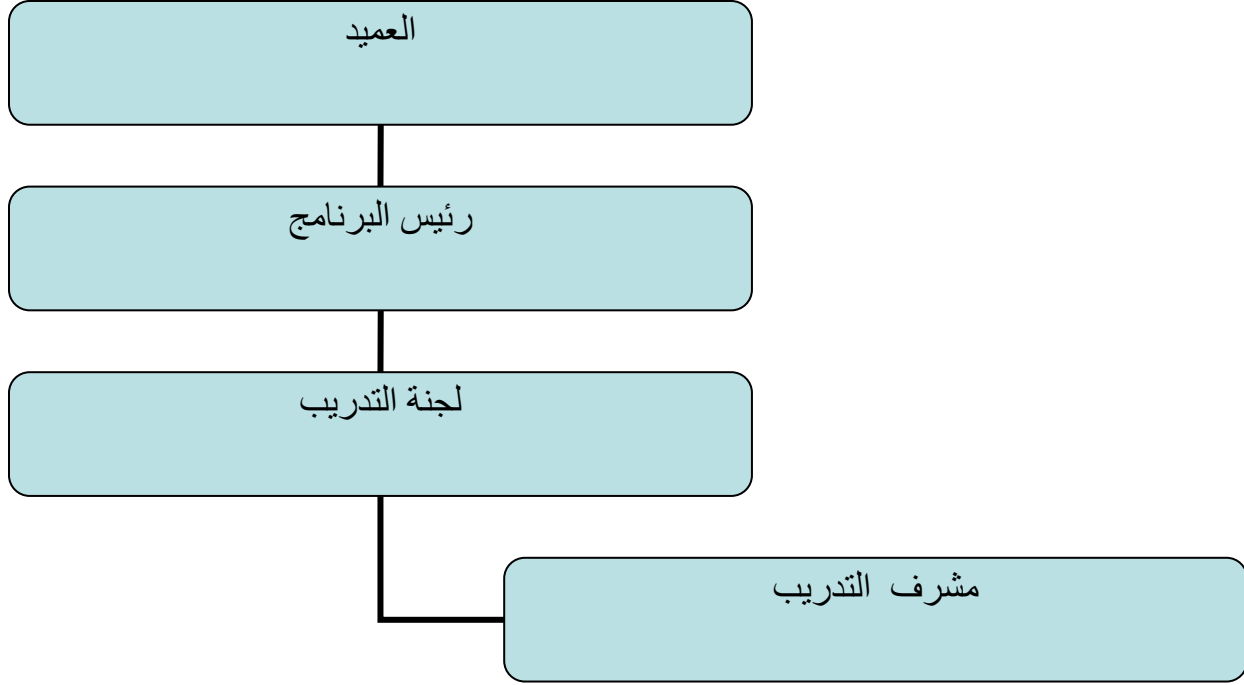 العميد
رئيس البرنامج
لجنة التدريب
مشرف التدريب